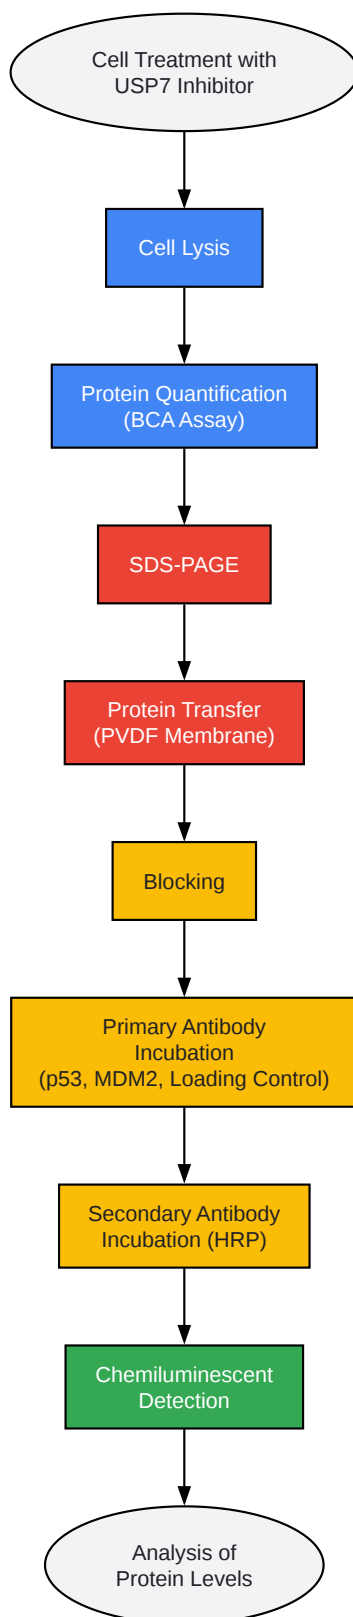 Cell Treatment with
USP7 Inhibitor
Cell Lysis
Protein Quantification
(BCA Assay)
SDS-PAGE
Protein Transfer
(PVDF Membrane)
Blocking
Primary Antibody
Incubation
(p53, MDM2, Loading Control)
Secondary Antibody
Incubation (HRP)
Chemiluminescent
Detection
Analysis of
Protein Levels